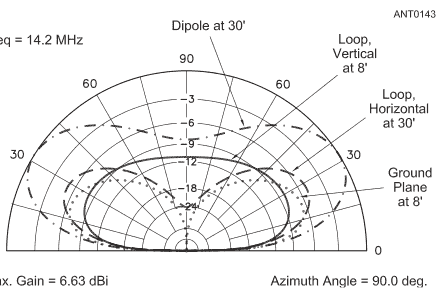 ANT0143
Dipole at 30'
eq = 14.2 MHz
Loop,
Vertical
at 8'
90
60
60
Loop,
Horizontal
at 30'
-3
-6
-9
-12
30
30
Ground
Plane
at 8'
-18
-24
0
x. Gain = 6.63 dBi
Azimuth Angle = 90.0 deg.